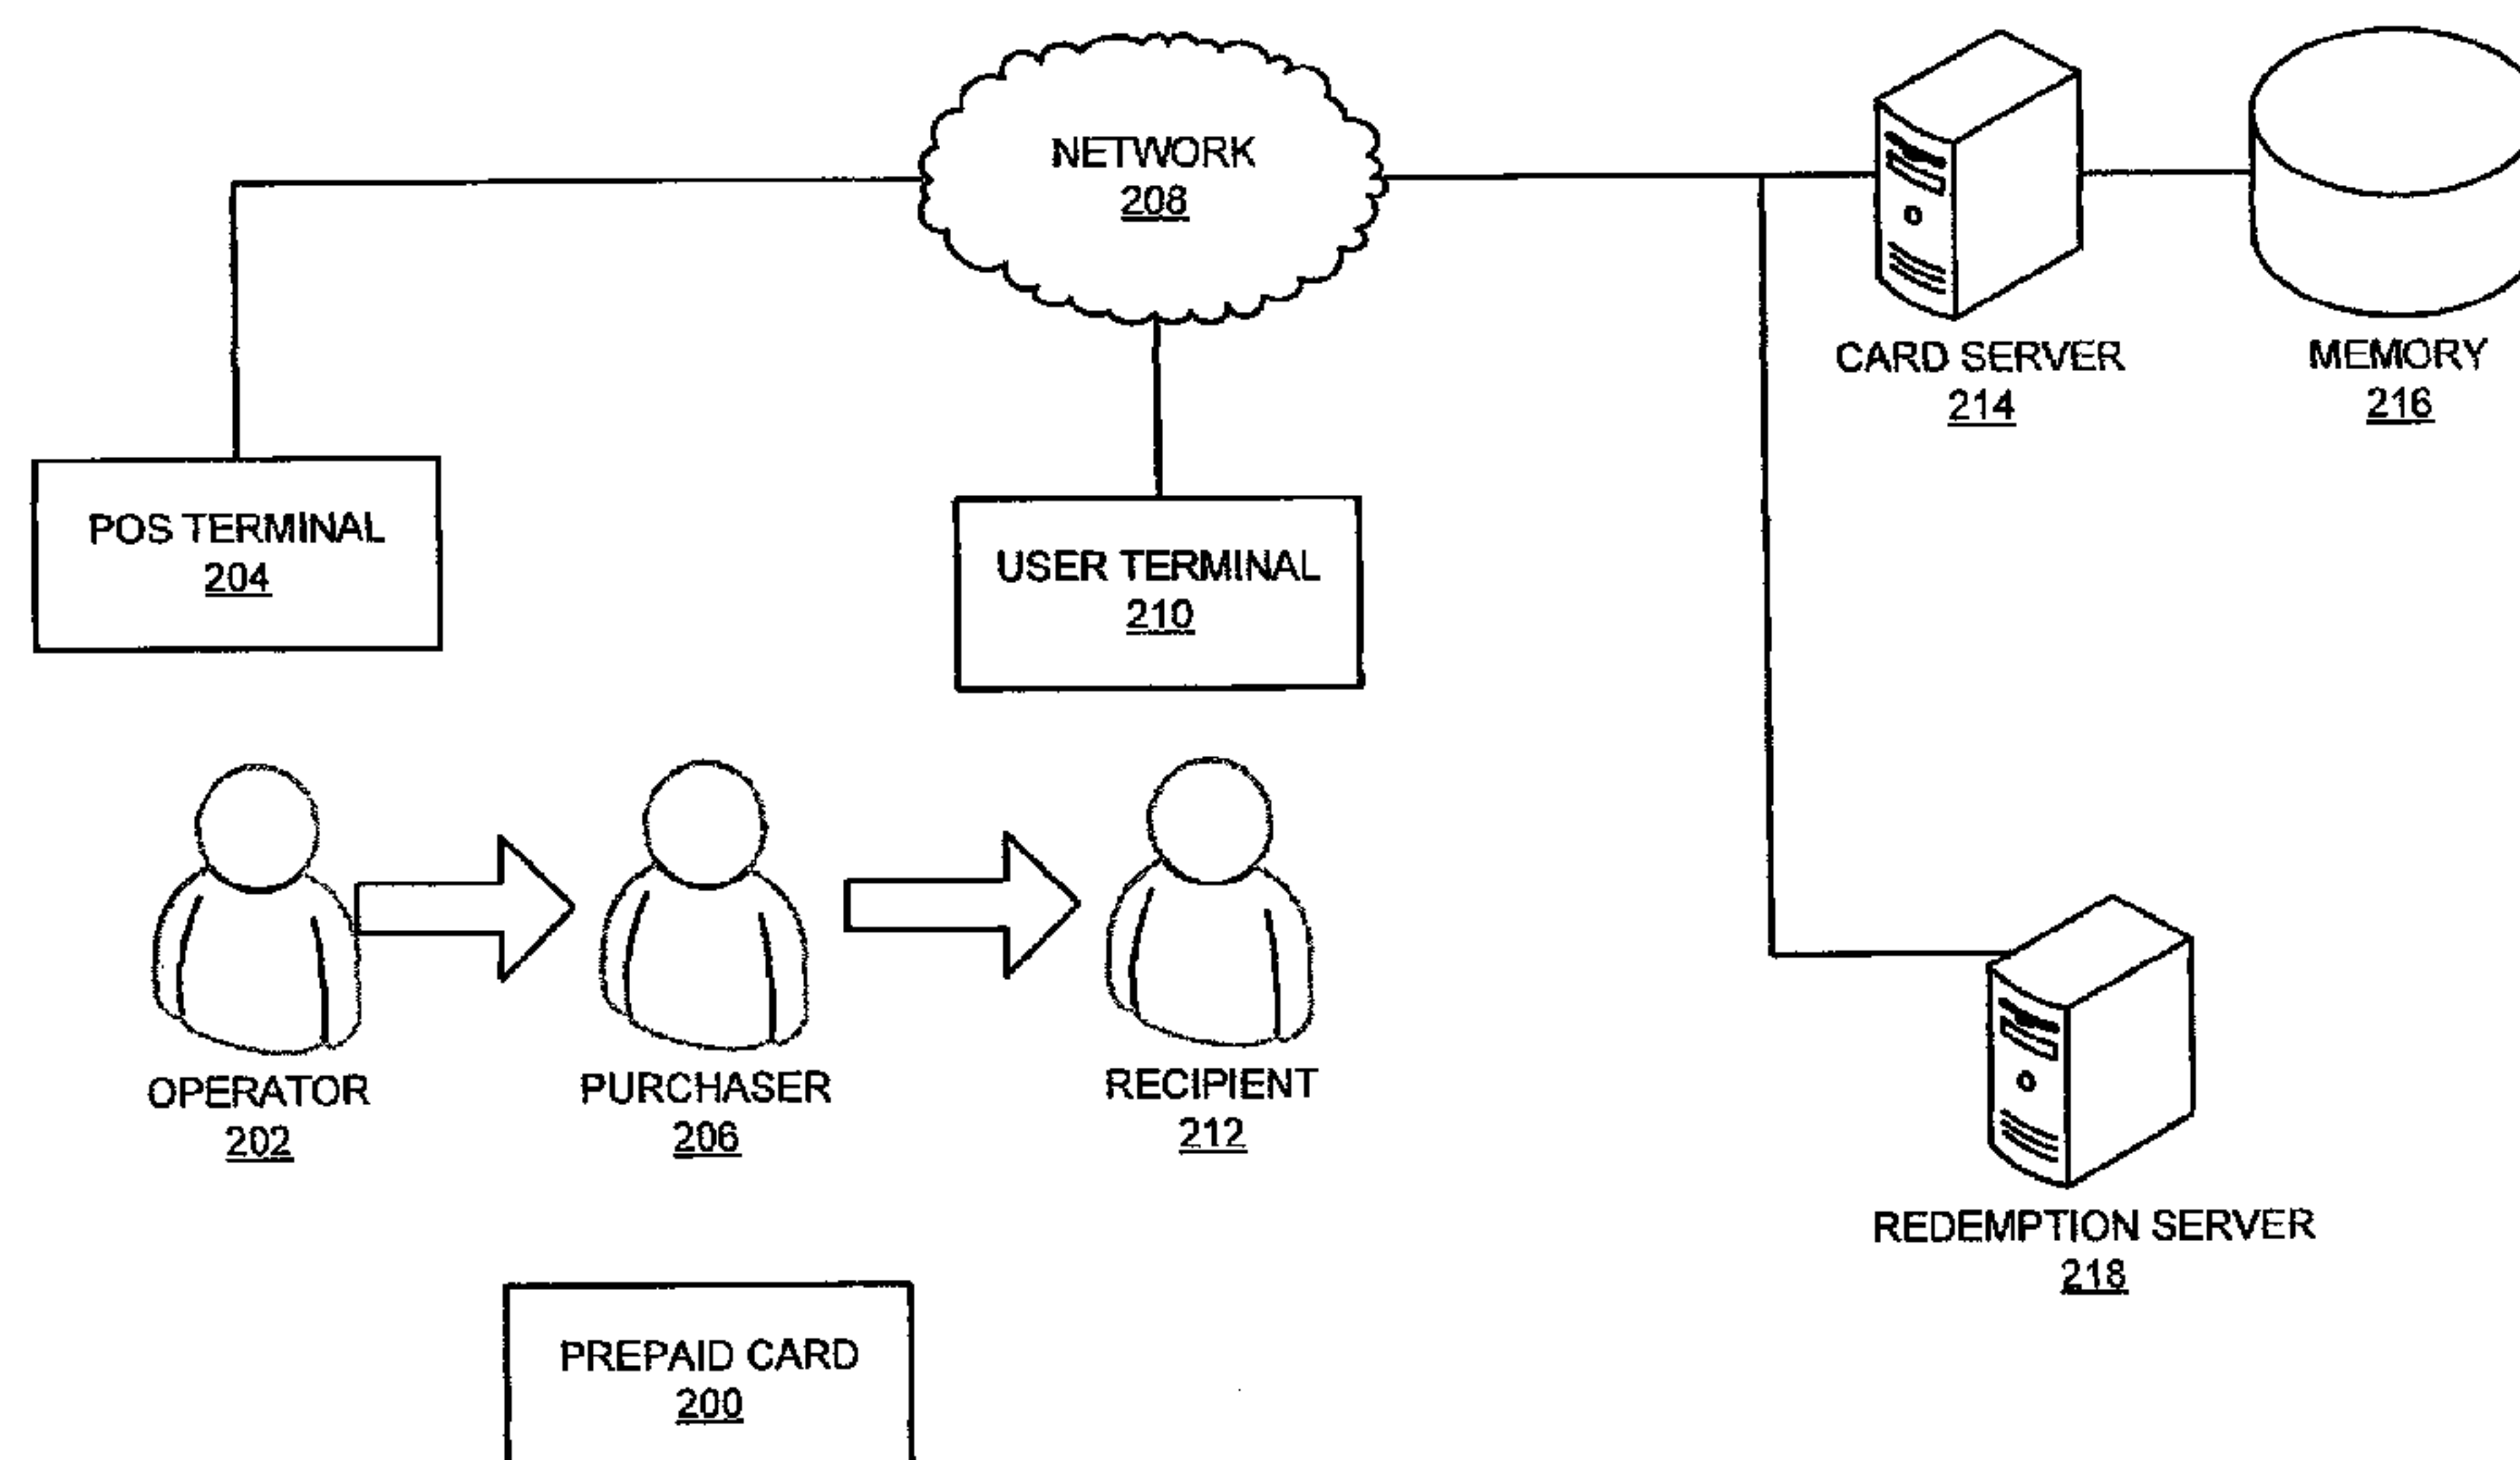 NETWORK
208
CARD SERVER
214
MEMORY
216
POS TERMINAL
204
USER TERMINAL
210
OPERATOR
202
PURCHASER
206
RECIPIENT
212
REDEMPTION SERVER
218
PREPAID CARD
200